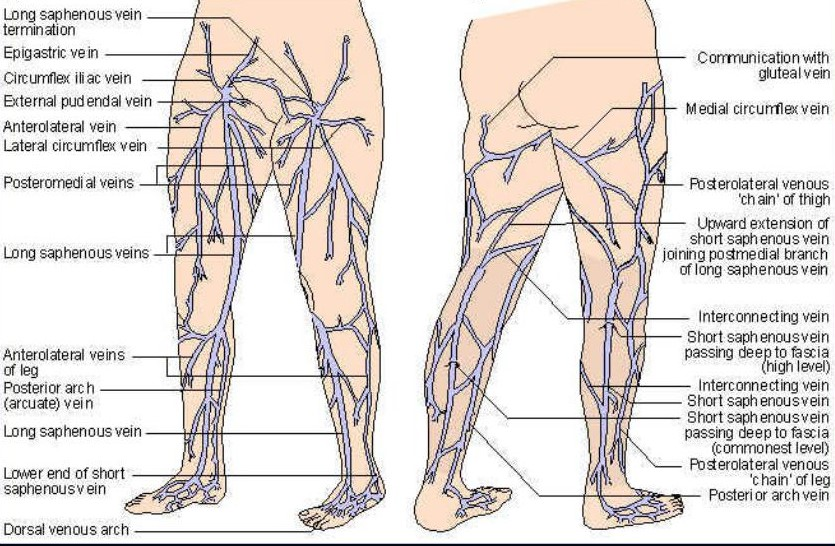 Long saphenous vein
termination
Epigastric vein
Circumflex iliac vein
External pudendal vein
Anterolateral vein
Lateral circumflex vein
Posteromedial veins
Long saphenous veins
Anterolateral veins
of leg
Posterior arch
(arcuate) vein
Long saphenous vein
Lower end of short
saphenous vein
Dorsal venous arch
Communication with
gluteal vein
Medial circumflex vein
Posterolateral venous
'chain' of thigh
Upward extension of
short saphenous vein
joining postmedial branch
of long saphenous vein
Interconnecting vein
Short saphenous vein
passing deep to fascia
(high level)
Interconnecting vein
Short saphenous vein
Short saphenous vein
passing deep to fascia
(commonest level)
Posterolateral venous
'chain' of leg
Posterior arch vein